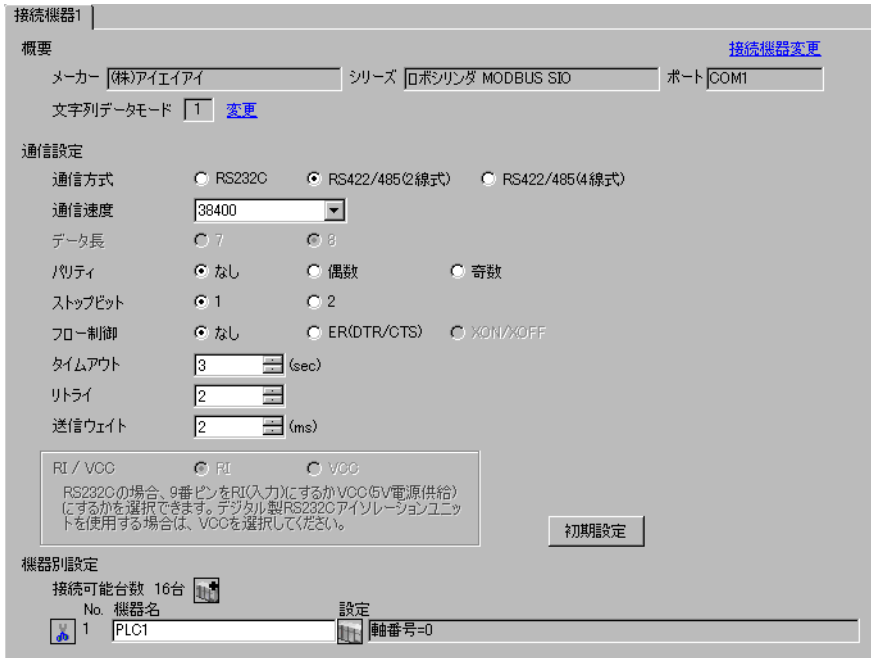 接続機器1
概要 接続機器変更
メーカー (株)アイエイアイ シリーズ ロボシリンダ MODBUS SIO ポート COM1
文字列データモード 1 変更
通信設定
通信方式 RS232C RS422/485(2線式) RS422/485(4線式)
通信速度 38400
データ長 7 8
パリティ なし 偶数 奇数
ストップビット 1 2
フロー制御 なし ER(DTR/CTS) XON/XOFF
タイムアウト 3 (sec)
リトライ 2
送信ウェイト 2 (ms)
RI / VCC RI VCC
RS232Cの場合、9番ピンをRI(入力)にするかVCC(5V電源供給)
にするかを選択できます。デジタル製RS232Cアイソレーションユニッ
トを使用する場合は、VCCを選択してください。
初期設定
機器別設定
接続可能台数 16台
No. 機器名 設定
1 PLC1 軸番号=0